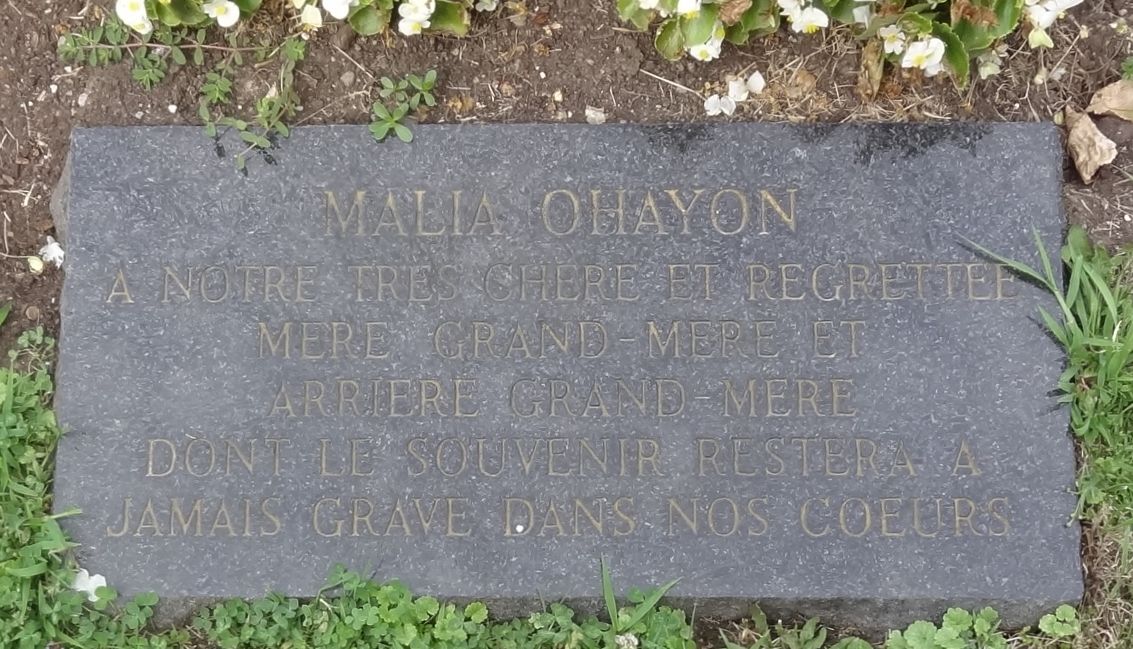 MALIA OHAYON
A NOTRE TRES CHERE ET REGRETTEE
MERE GRAND-MERE ET
ARRIERE GRAND-MERE
DONT LE SOUVENIR RESTERA A
JAMAIS GRAVE DANS NOS COEURS